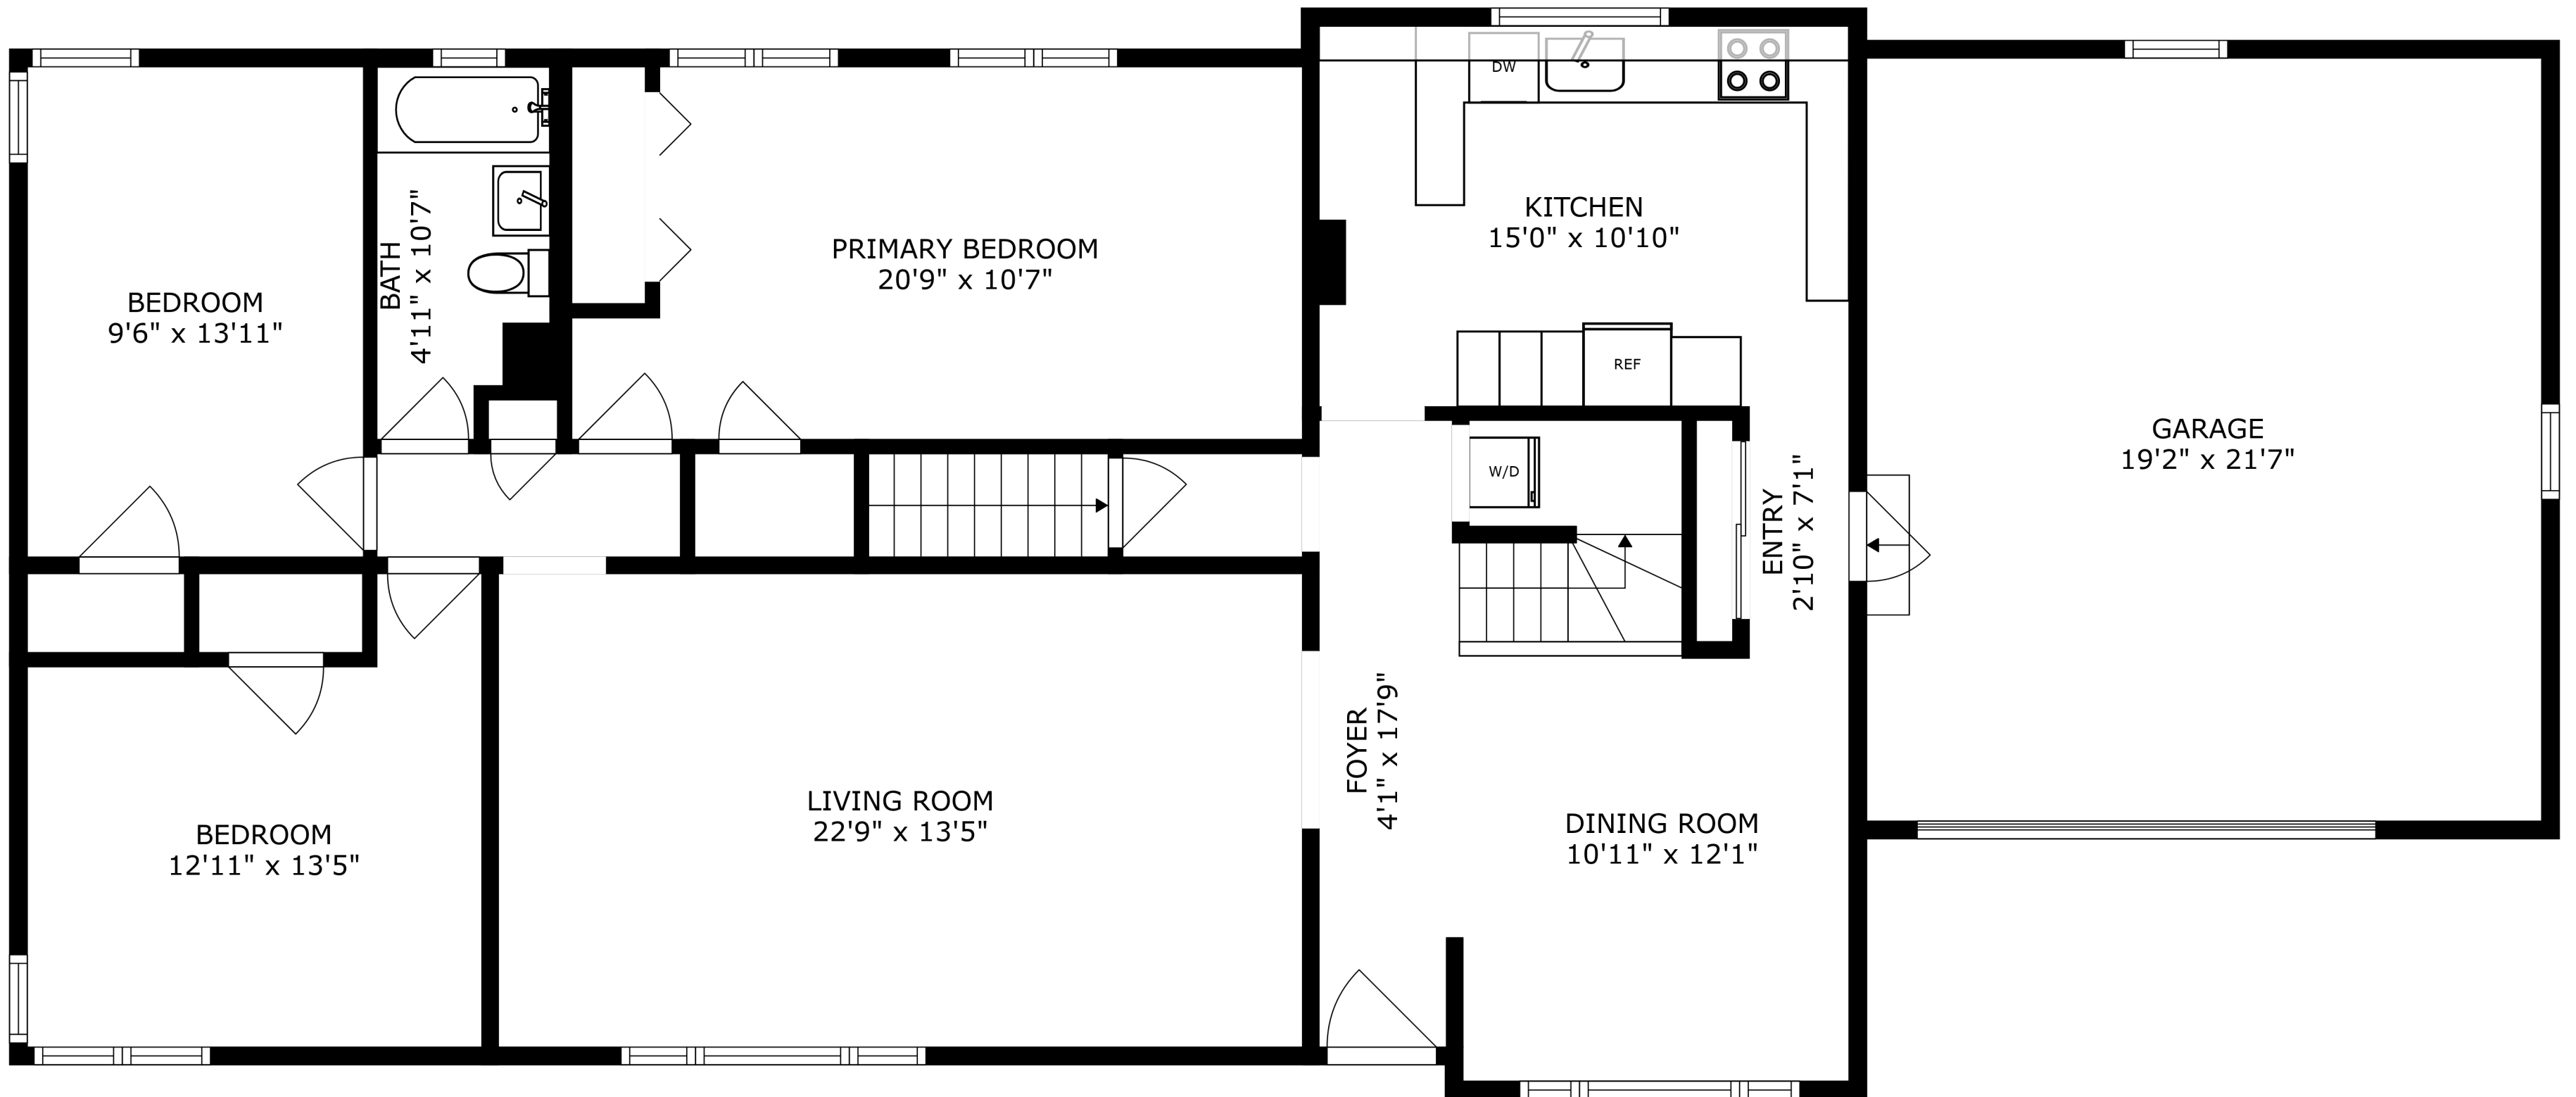 BEDROOM
9'6" x 13'11"
BATH
4'11" x 10'7"
PRIMARY BEDROOM
20'9" x 10'7"
DW
KITCHEN
15'0" x 10'10"
REF
W/D
ENTRY
2'10" x 7'1"
GARAGE
19'2" x 21'7"
BEDROOM
12'11" x 13'5"
LIVING ROOM
22'9" x 13'5"
FOYER
4'1" x 17'9"
DINING ROOM
10'11" x 12'1"